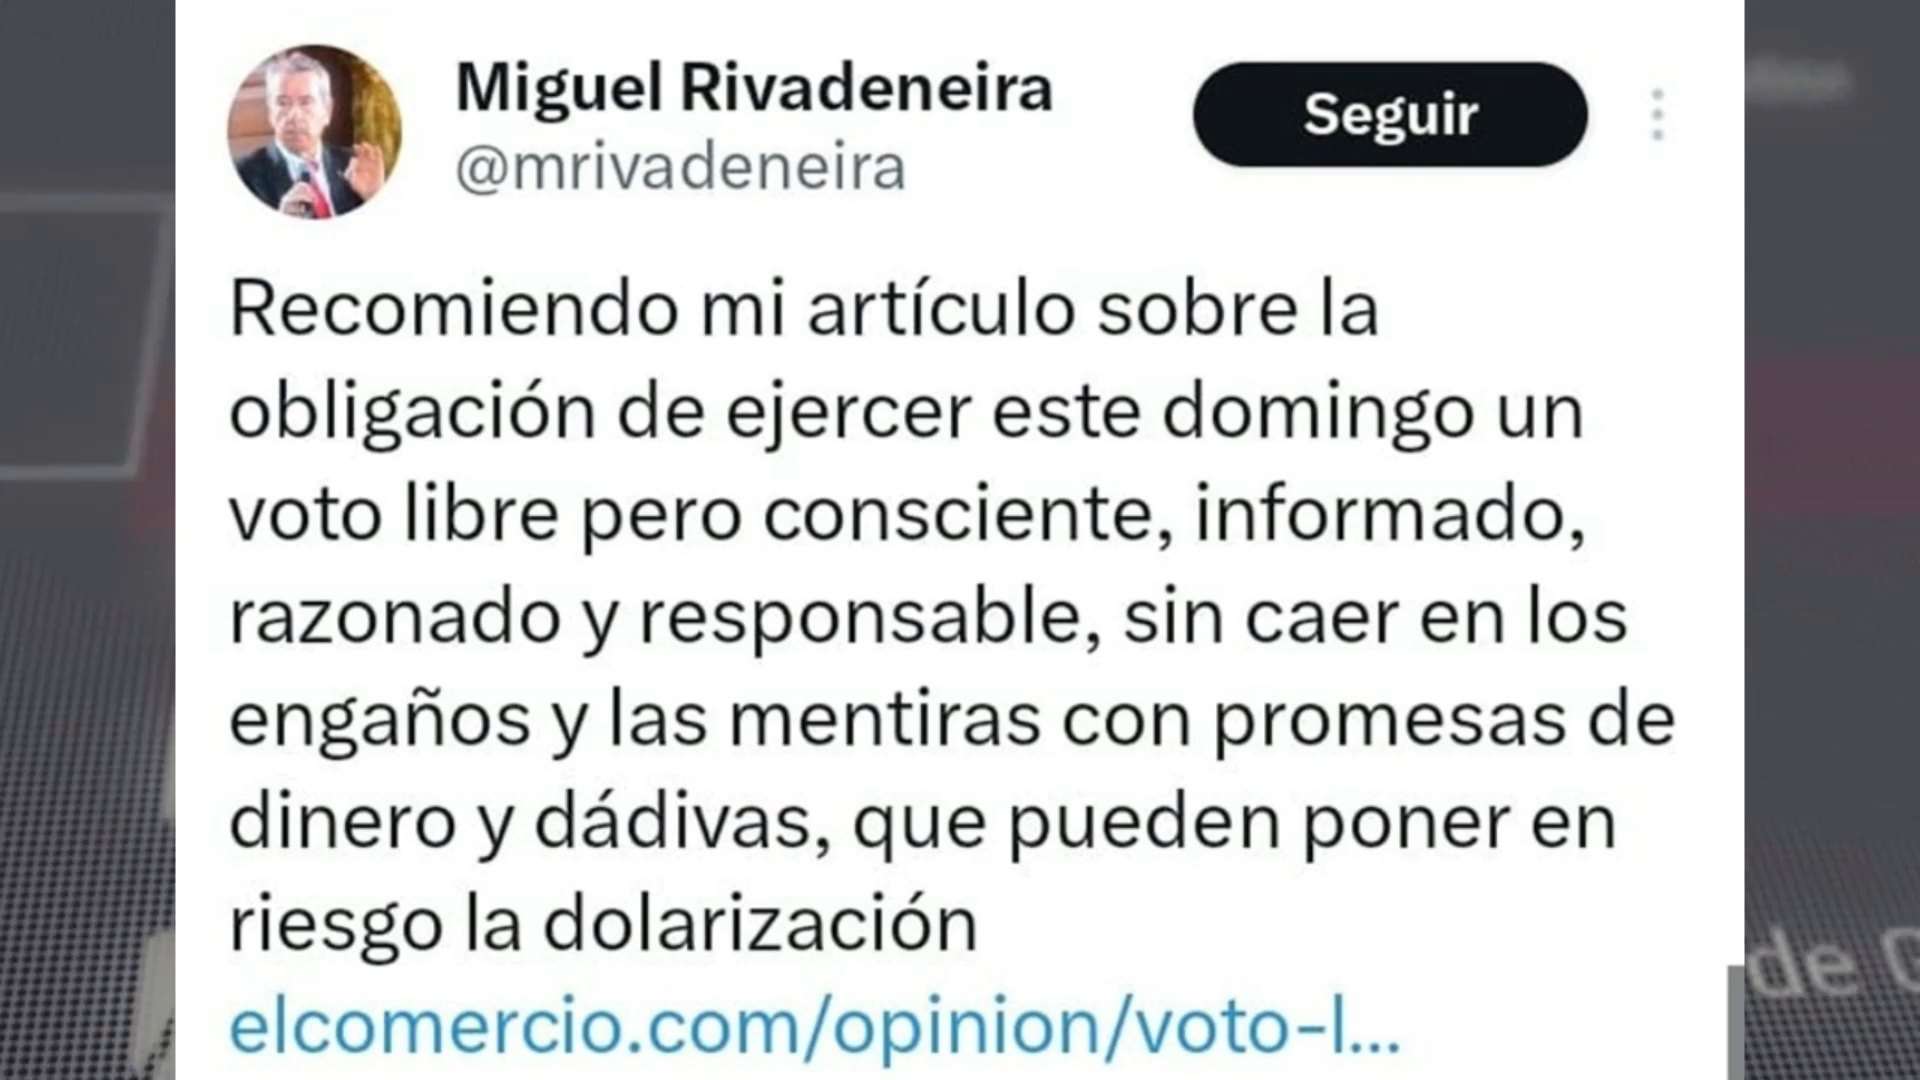 Miguel Rivadeneira
@mrivadeneira
Seguir
Recomiendo mi artículo sobre la
obligación de ejercer este domingo un
voto libre pero consciente, informado,
razonado y responsable, sin caer en los
engaños y las mentiras con promesas de
dinero y dádivas, que pueden poner en
riesgo la dolarización
elcomercio.com/opinion/voto-l...
de G